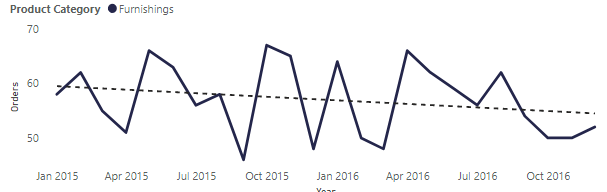 Product Category Furnishings
70
60
50
Orders
Jan 2015 Apr 2015 Jul 2015 Oct 2015 Jan 2016 Apr 2016 Jul 2016 Oct 2016
Year